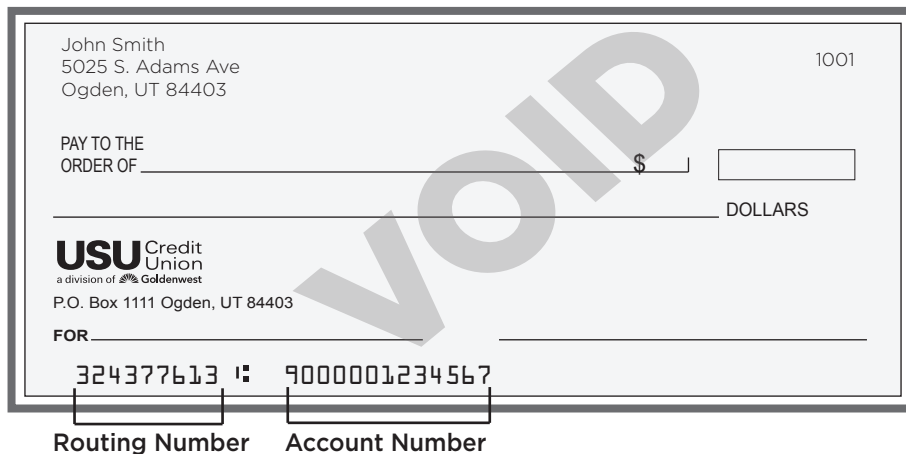 John Smith
5025 S. Adams Ave
Ogden, UT 84403
1001
PAY TO THE
ORDER OF
$
DOLLARS
VOID
USU Credit
Union
a division of Goldenwest
P.O. Box 1111 Ogden, UT 84403
FOR
324377613 ⑆ 9000001234567
Routing Number Account Number